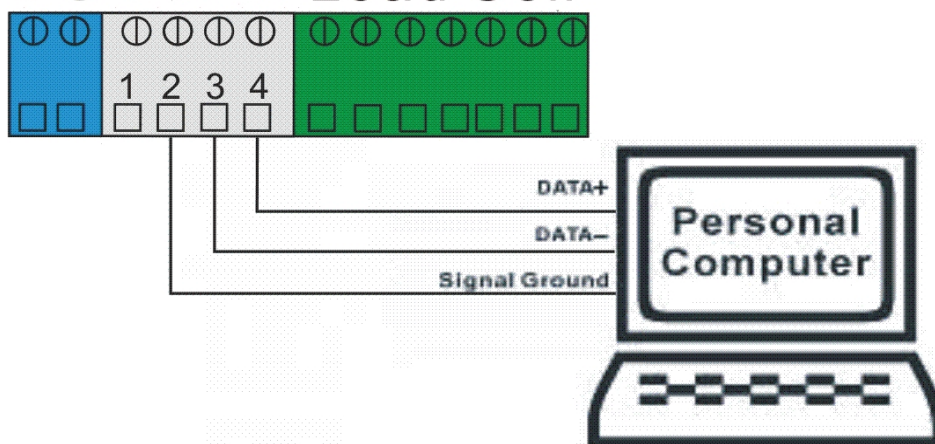 1 2 3 4
DATA+
DATA–
Signal Ground
Personal
Computer